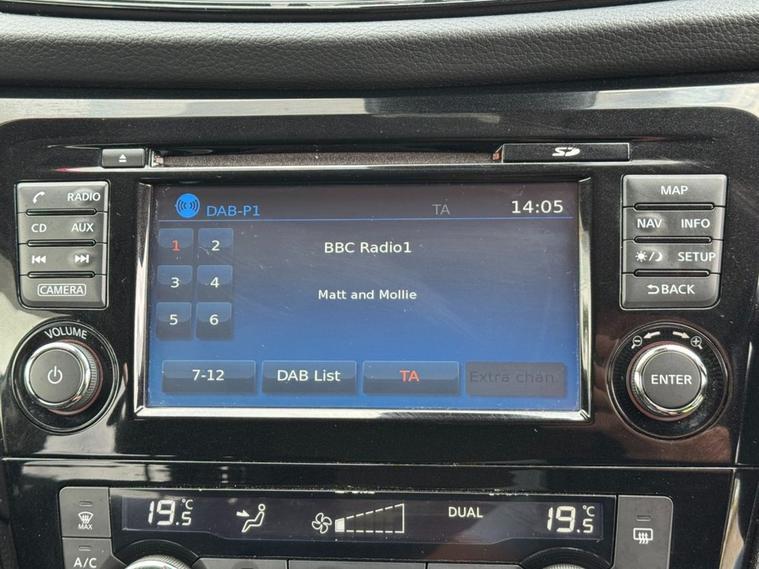 SD
RADIO
CD AUX
CAMERA
VOLUME
DAB-P1 TA 14:05
1 2
3 4
5 6
BBC Radio1
Matt and Mollie
7-12 DAB List TA Extra chan.
MAP
NAV INFO
SETUP
BACK
ENTER
MAX
A/C
19.5°C
DUAL
19.5°C